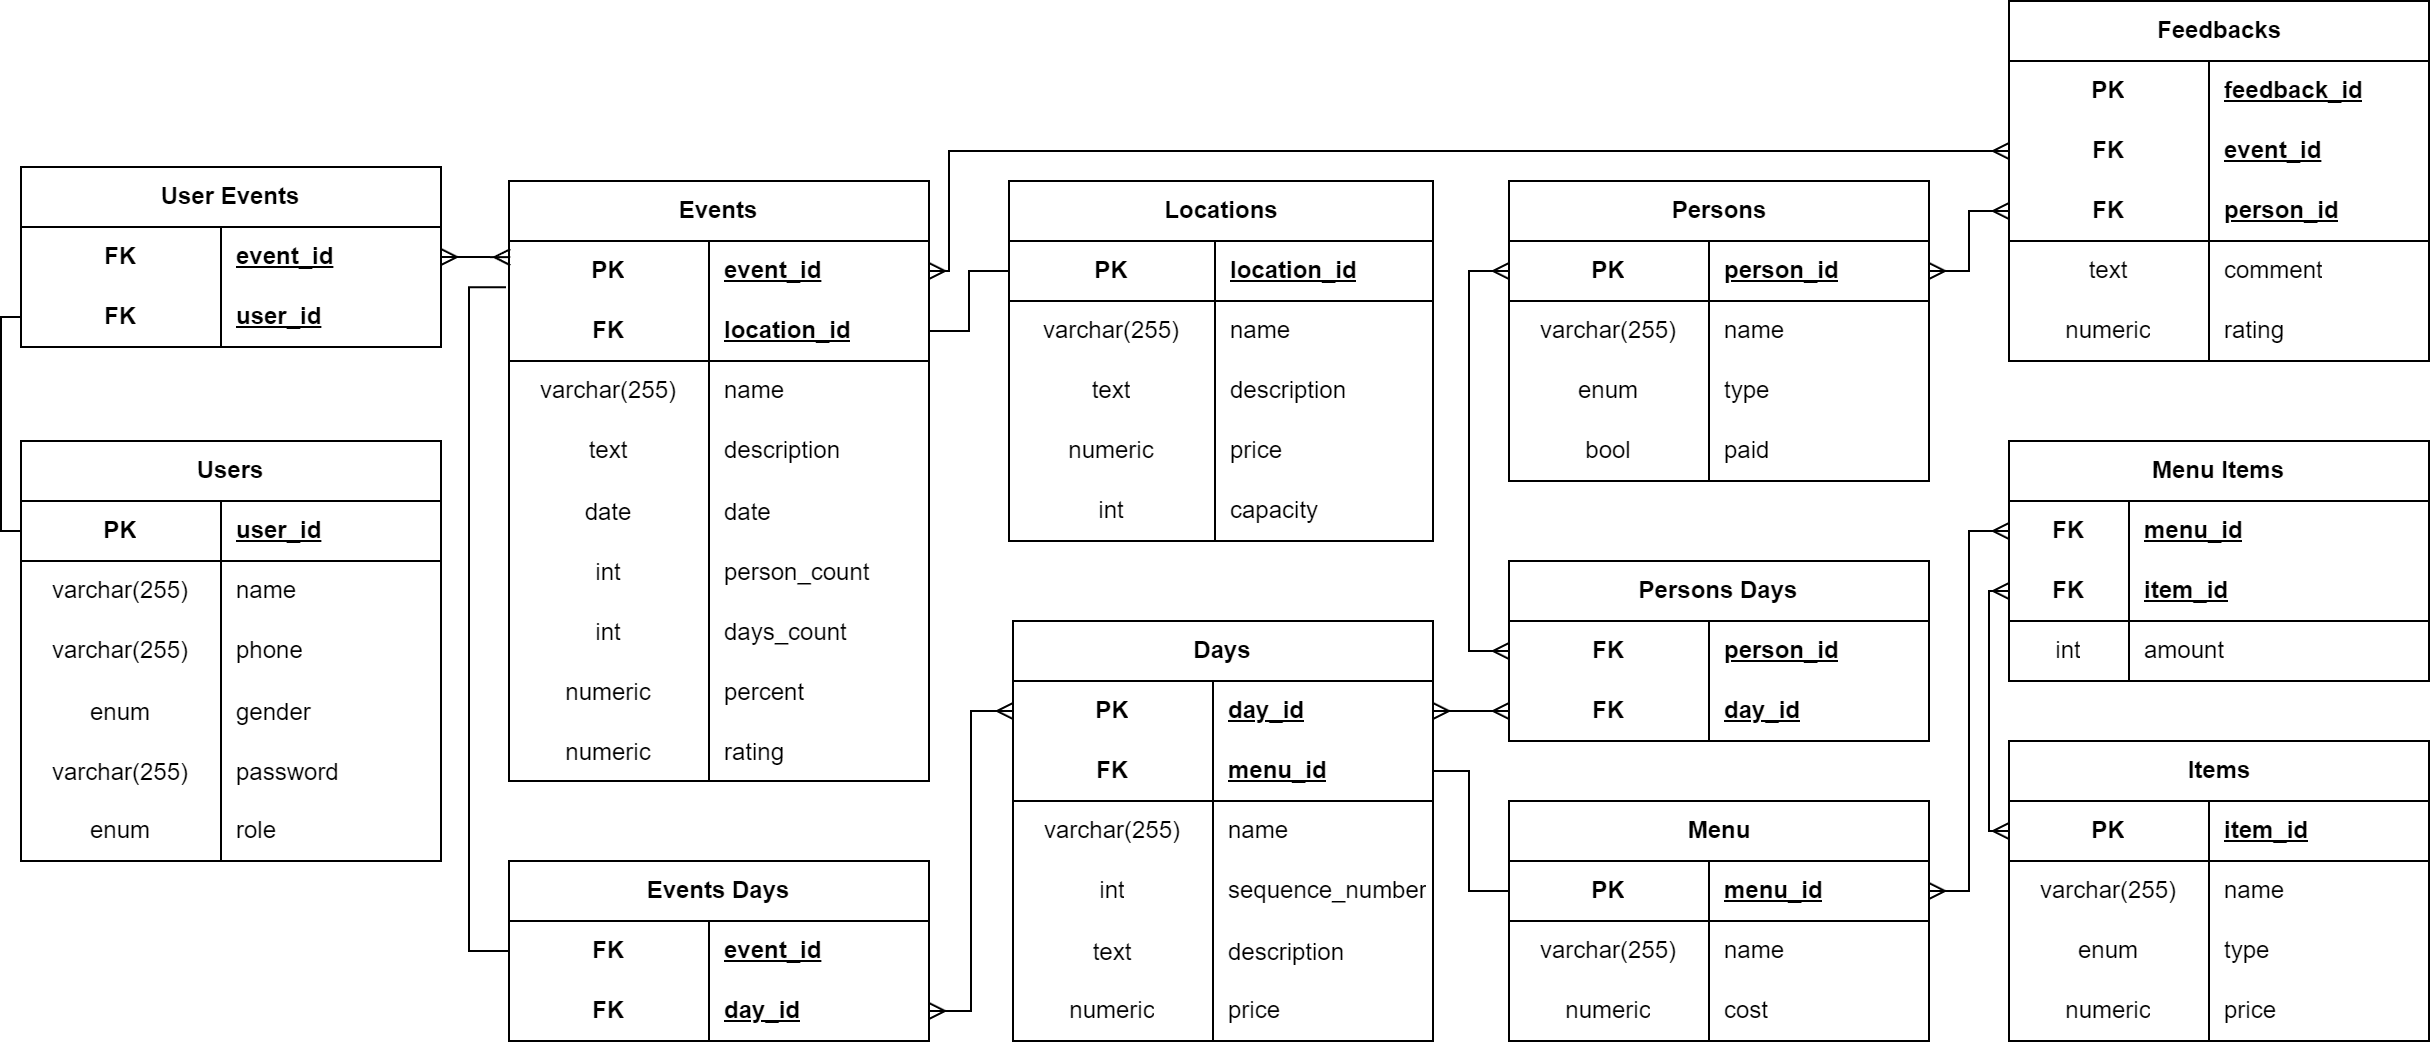 User Events
FK event_id
FK user_id
Users
PK user_id
varchar(255) name
varchar(255) phone
enum gender
varchar(255) password
enum role
Events
PK event_id
FK location_id
varchar(255) name
text description
date date
int person_count
int days_count
numeric percent
numeric rating
Events Days
FK event_id
FK day_id
Locations
PK location_id
varchar(255) name
text description
numeric price
int capacity
Days
PK day_id
FK menu_id
varchar(255) name
int sequence_number
text description
numeric price
Persons
PK person_id
varchar(255) name
enum type
bool paid
Persons Days
FK person_id
FK day_id
Menu
PK menu_id
varchar(255) name
numeric cost
Feedbacks
PK feedback_id
FK event_id
FK person_id
text comment
numeric rating
Menu Items
FK menu_id
FK item_id
int amount
Items
PK item_id
varchar(255) name
enum type
numeric price